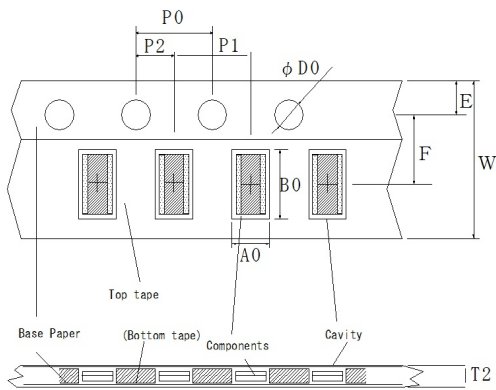 P0
P2 P1
φD0
E
F
W
B0
A0
Top tape
Base Paper
(Bottom tape)
Components
Cavity
T2